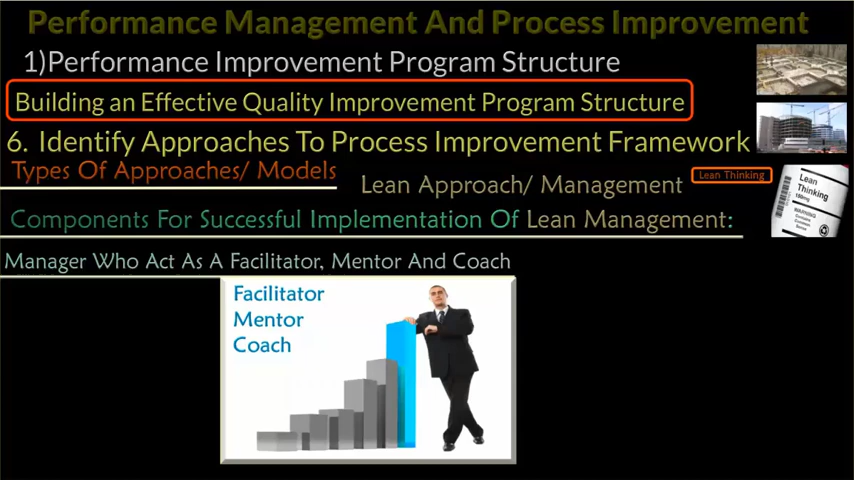 Performance Management And Process Improvement
1)Performance Improvement Program Structure
Building an Effective Quality Improvement Program Structure
6. Identify Approaches To Process Improvement Framework
Types Of Approaches/ Models
Lean Approach/ Management
Lean Thinking
Lean
Thinking
WARNING
Components For Successful Implementation Of Lean Management:
Manager Who Act As A Facilitator, Mentor And Coach
Facilitator
Mentor
Coach